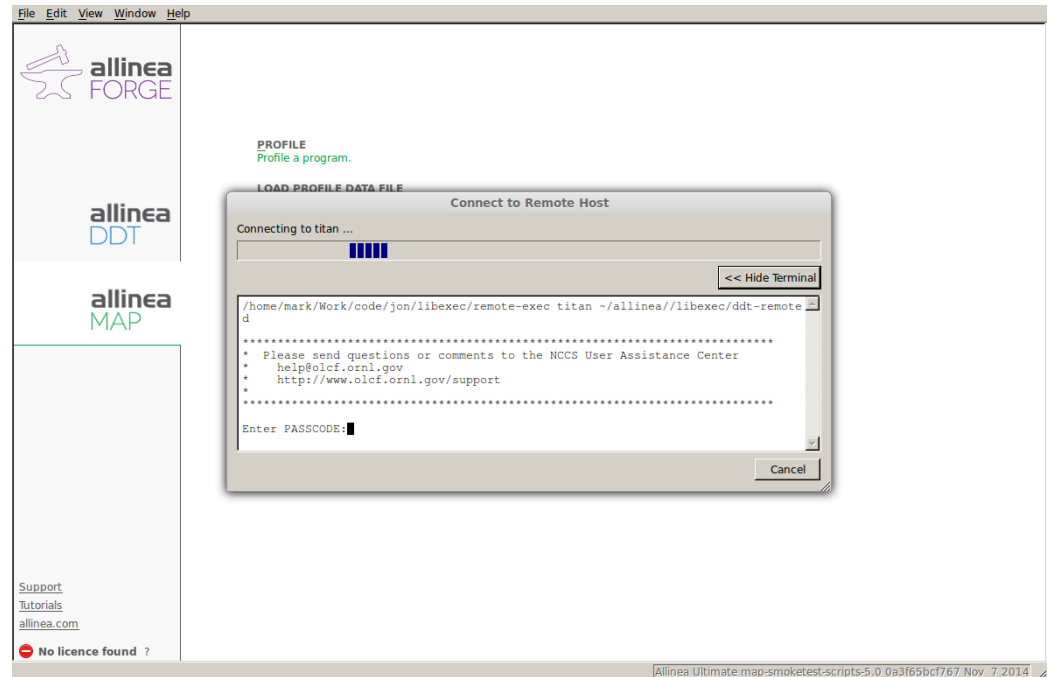 File Edit View Window Help
allinea
FORGE
PROFILE
Profile a program.
LOAD PROFILE DATA FILE
allinea
DDT
allinea
MAP
Connect to Remote Host
Connecting to titan ...
<< Hide Terminal
/home/mark/Work/code/jon/libexec/remote-exec titan ~/allinea//libexec/ddt-remote
d
*****************************************************************************
*  Please send questions or comments to the NCCS User Assistance Center
*    help@olcf.ornl.gov
*    http://www.olcf.ornl.gov/support
*
*****************************************************************************
Enter PASSCODE:
Cancel
Support
Tutorials
allinea.com
No licence found ?
Allinea Ultimate map-smoketest-scripts-5.0 0a3f65bcf767 Nov 7 2014